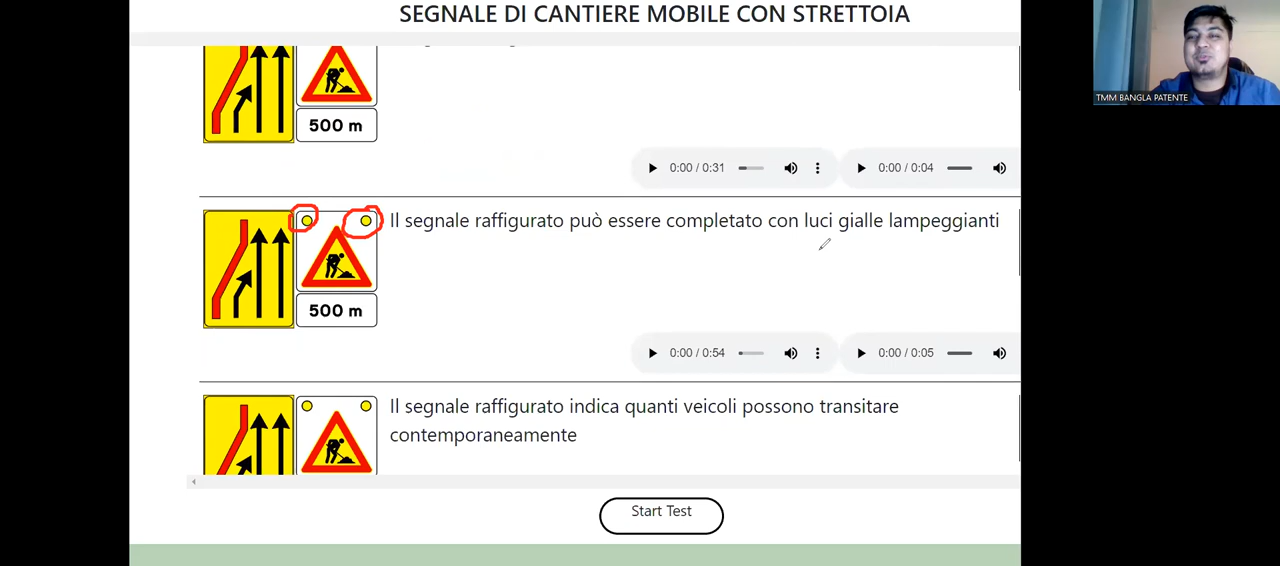 SEGNALE DI CANTIERE MOBILE CON STRETTOIA
TMM BANGLA PATENTE
500 m
0:00 / 0:31
0:00 / 0:04
Il segnale raffigurato può essere completato con luci gialle lampeggianti
500 m
0:00 / 0:54
0:00 / 0:05
Il segnale raffigurato indica quanti veicoli possono transitare
contemporaneamente
Start Test